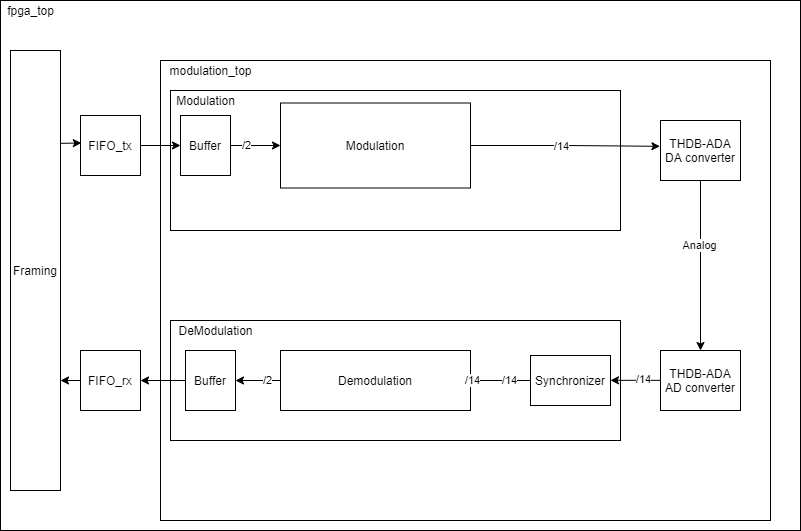 fpga_top
modulation_top
Modulation
FIFO_tx
Buffer
/2
Modulation
/14
THDB-ADA
DA converter
Analog
Framing
DeModulation
FIFO_rx
Buffer
/2
Demodulation
/14
/14
Synchronizer
/14
THDB-ADA
AD converter